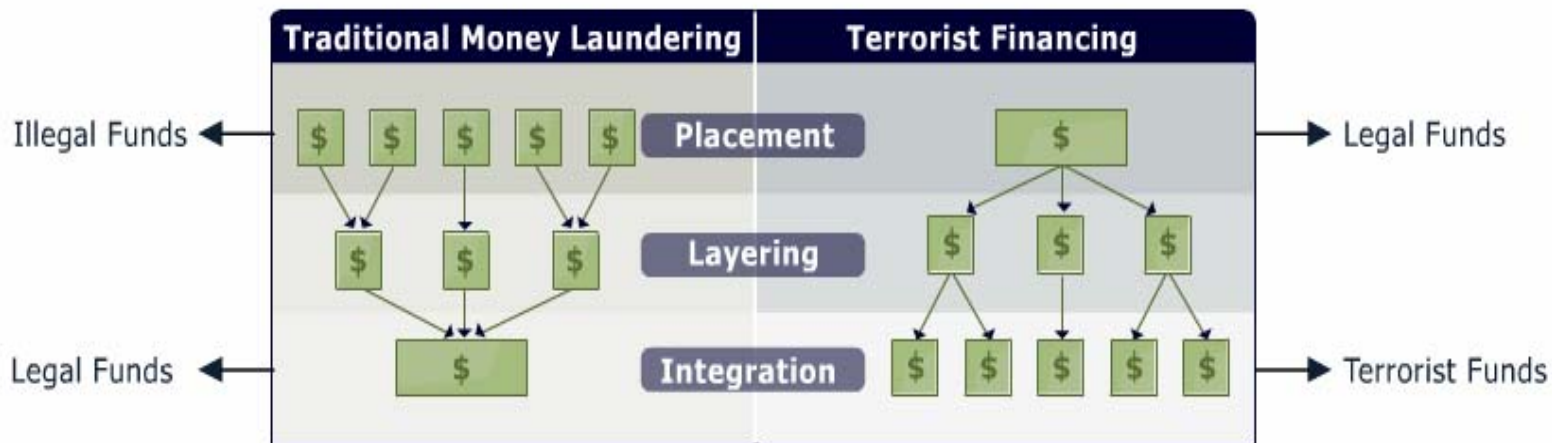 Traditional Money Laundering
Terrorist Financing
Illegal Funds
$ $ $ $ $
Placement
$
Legal Funds
$ $ $
Layering
$ $ $
Legal Funds
$
Integration
$ $ $ $ $
Terrorist Funds